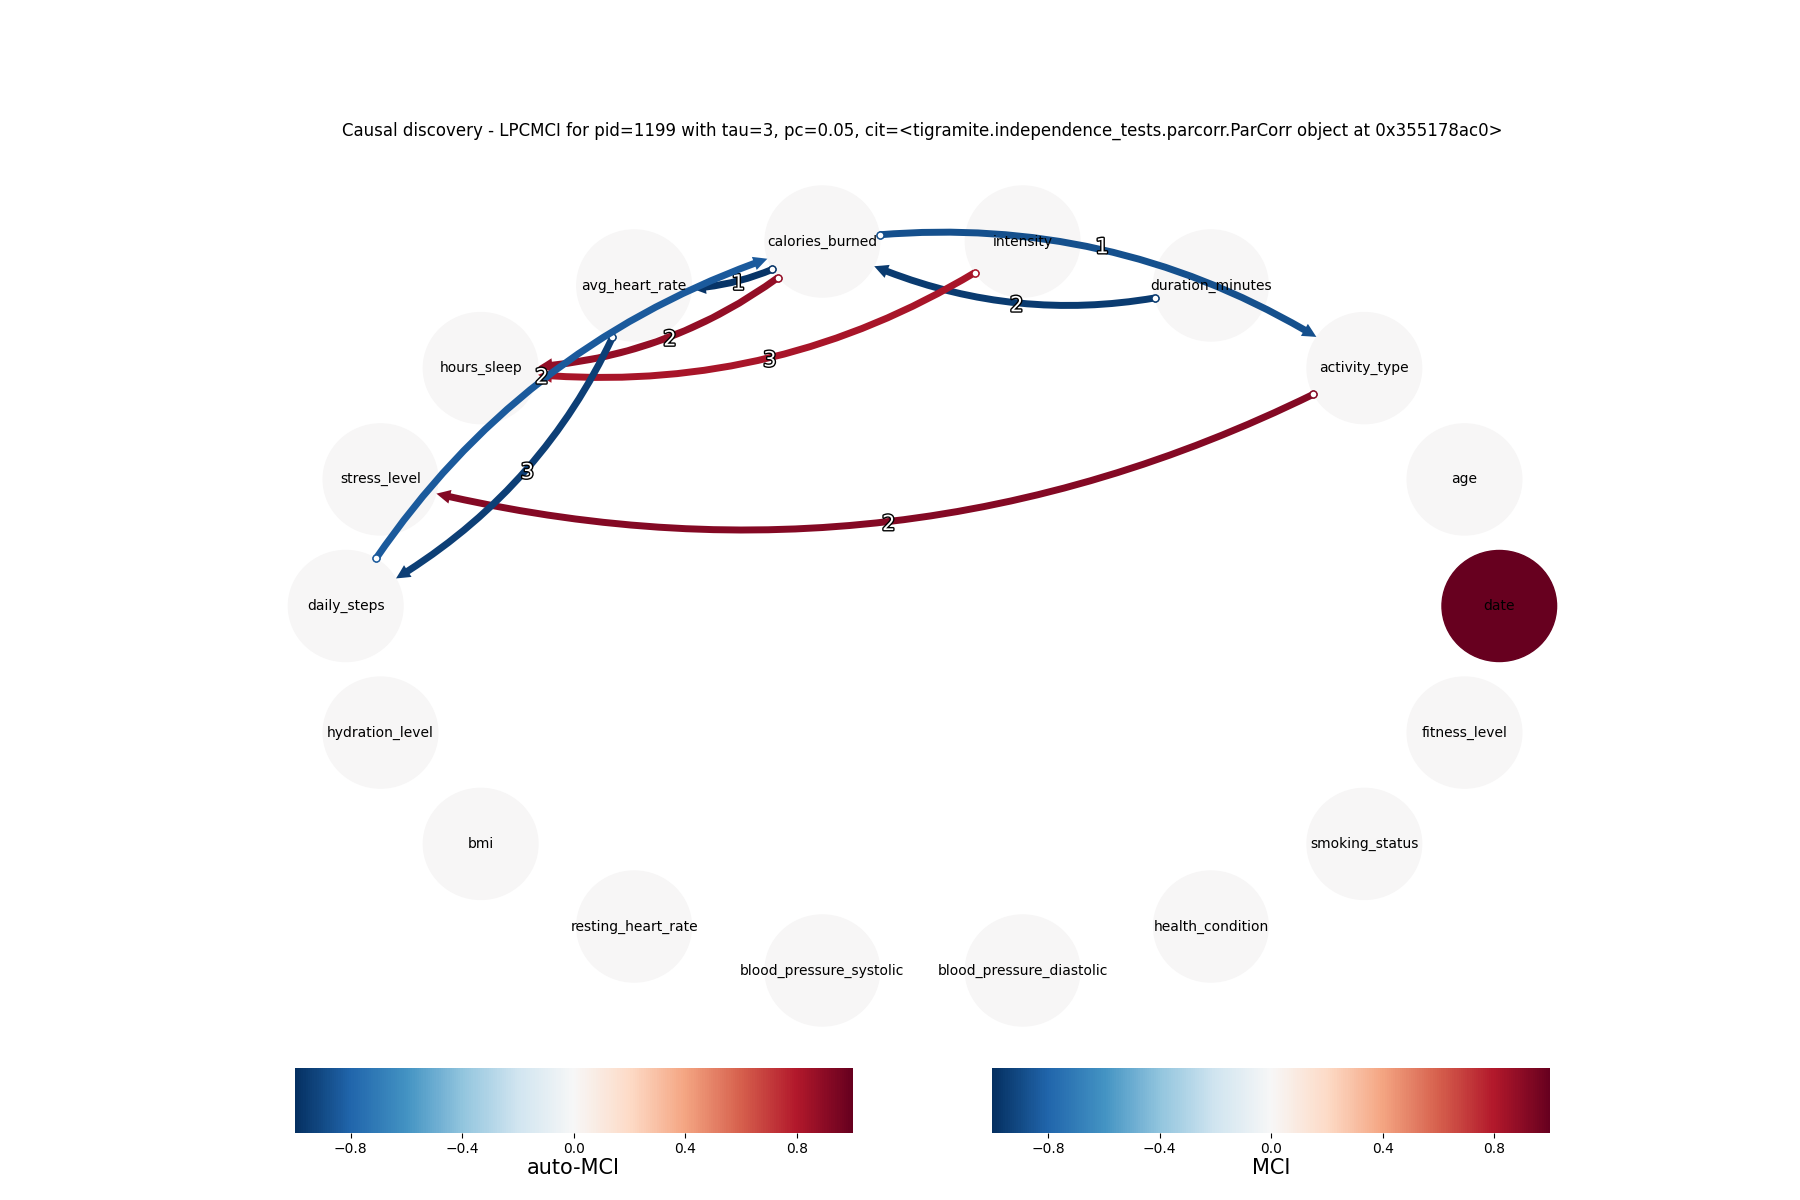 Causal discovery - LPCMCI for pid=1199 with tau=3, pc=0.05, cit=<tigramite.independence_tests.parcorr.ParCorr object at 0x355178ac0>
calories_burned
intensity
1
avg_heart_rate
1
2
duration_minutes
2
3
hours_sleep
2
activity_type
stress_level
3
age
2
daily_steps
date
hydration_level
fitness_level
bmi
smoking_status
resting_heart_rate
health_condition
blood_pressure_systolic
blood_pressure_diastolic
−0.8 −0.4 0.0 0.4 0.8
auto-MCI
−0.8 −0.4 0.0 0.4 0.8
MCI